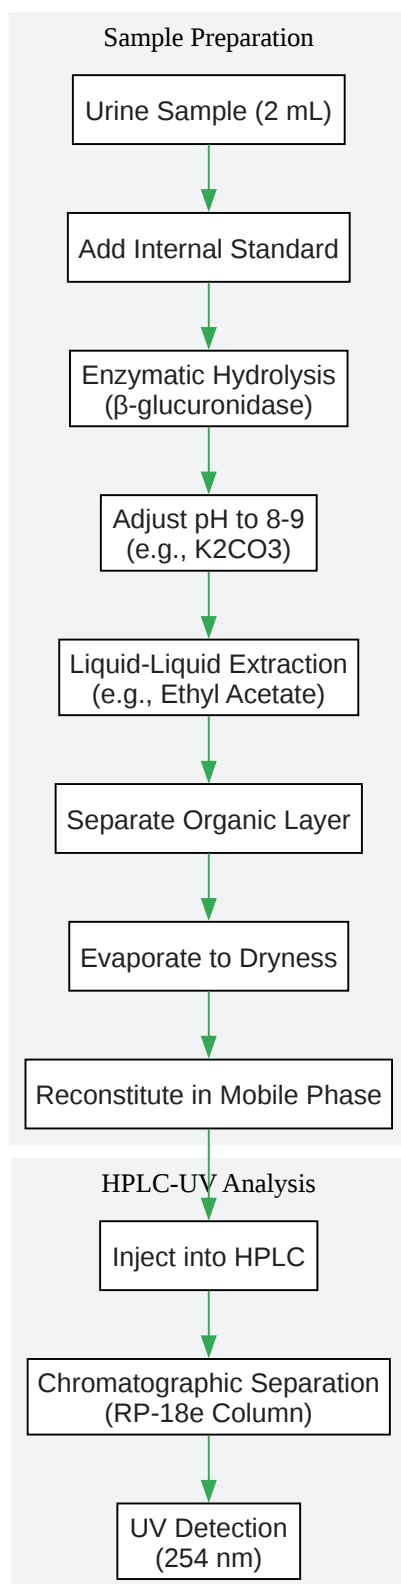 Sample Preparation
Urine Sample (2 mL)
Add Internal Standard
Enzymatic Hydrolysis
(β-glucuronidase)
Adjust pH to 8-9
(e.g., K2CO3)
Liquid-Liquid Extraction
(e.g., Ethyl Acetate)
Separate Organic Layer
Evaporate to Dryness
Reconstitute in Mobile Phase
HPLC-UV Analysis
Inject into HPLC
Chromatographic Separation
(RP-18e Column)
UV Detection
(254 nm)